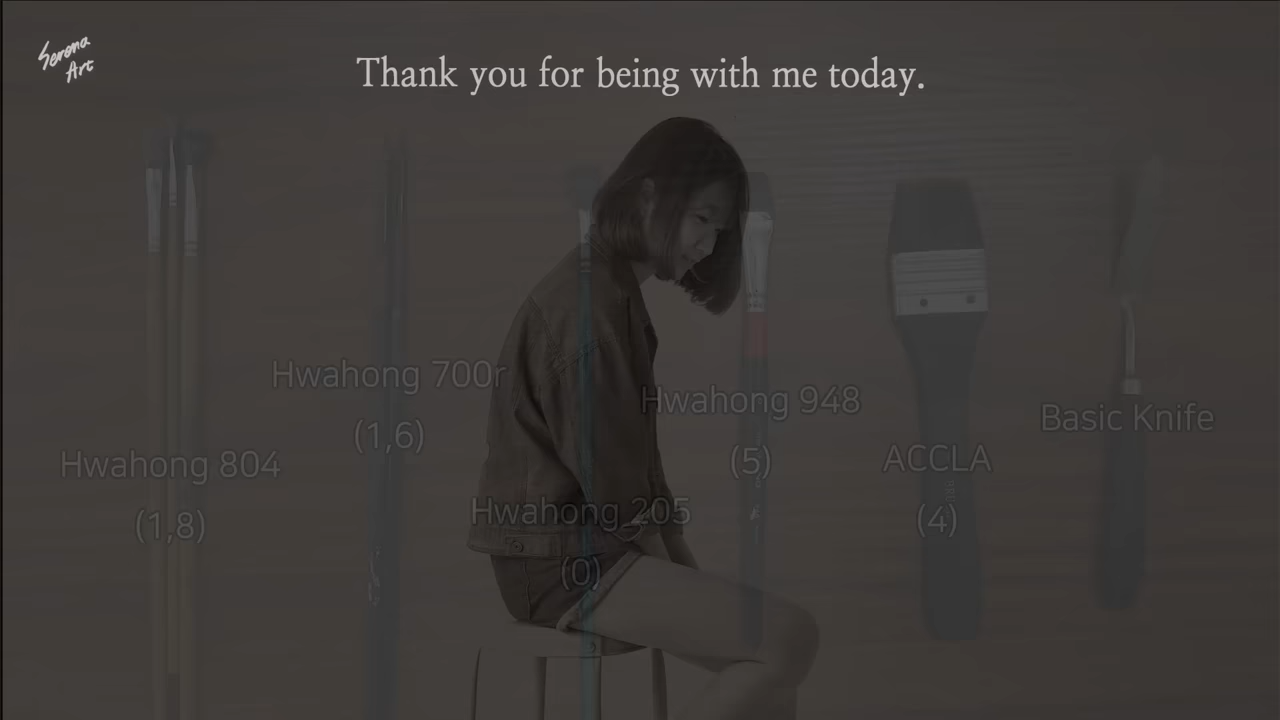 Serena
Art
Thank you for being with me today.
Hwahong 700r
(1,6)
Hwahong 948
(5)
Basic Knife
Hwahong 804
(1,8)
ACCLA
(4)
Hwahong 205
(0)